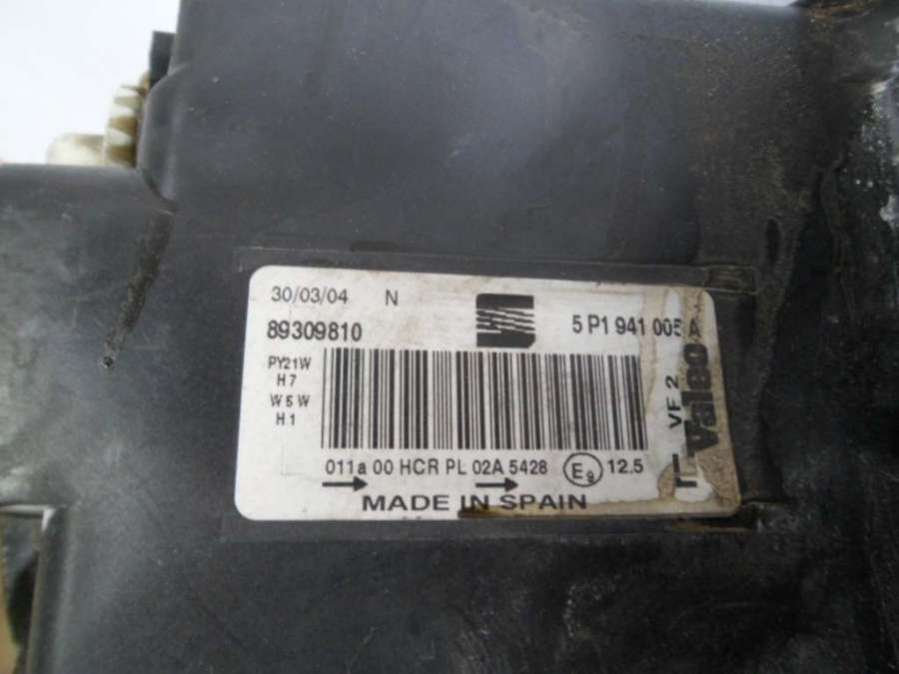 30/03/04 N
89309810
5 P1 941 005 A
PY21W
H7
W5W
H1
VF 2
Valeo
011a 00 HCR PL 02A 5428 E9 12.5
MADE IN SPAIN